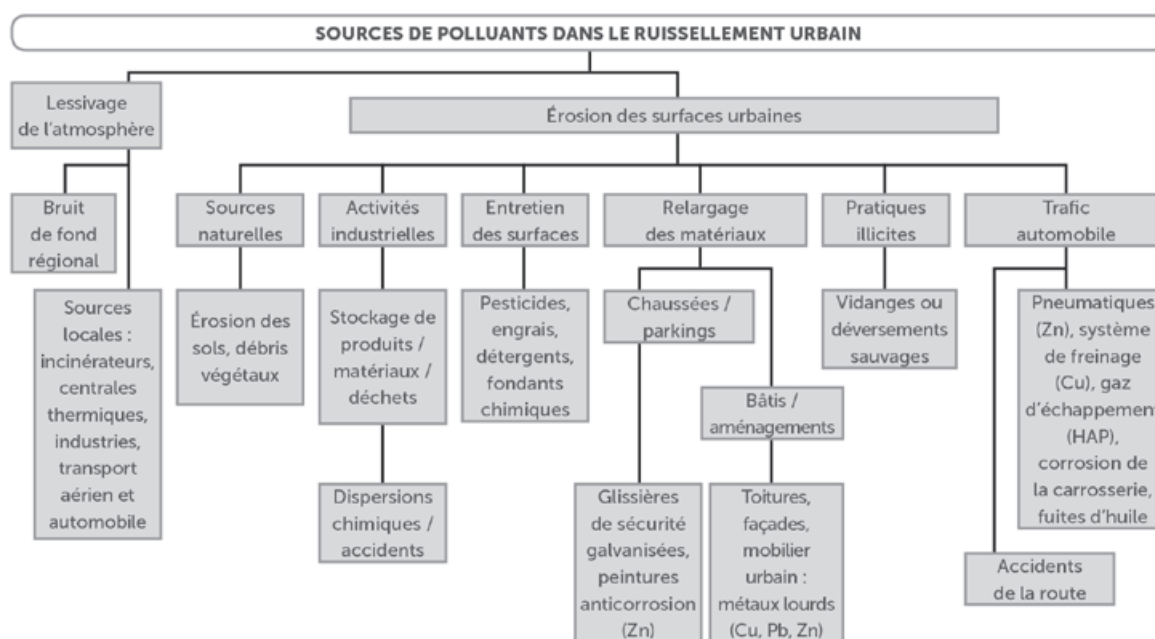 SOURCES DE POLLUANTS DANS LE RUISSELLEMENT URBAIN
Lessivage
de l'atmosphère
Érosion des surfaces urbaines
Bruit
de fond
régional
Sources
naturelles
Activités
industrielles
Entretien
des surfaces
Relargage
des matériaux
Pratiques
illicites
Trafic
automobile
Sources
locales :
incinérateurs,
centrales
thermiques,
industries,
transport
aérien et
automobile
Érosion des
sols, débris
végétaux
Stockage de
produits /
matériaux /
déchets
Pesticides,
engrais,
détergents,
fondants
chimiques
Chaussées /
parkings
Vidanges ou
déversements
sauvages
Pneumatiques
(Zn), système
de freinage
(Cu), gaz
d'échappement
(HAP),
corrosion de
la carrosserie,
fuites d'huile
Bâtis /
aménagements
Dispersions
chimiques /
accidents
Glissières
de sécurité
galvanisées,
peintures
anticorrosion
(Zn)
Toitures,
façades,
mobilier
urbain :
métaux lourds
(Cu, Pb, Zn)
Accidents
de la route